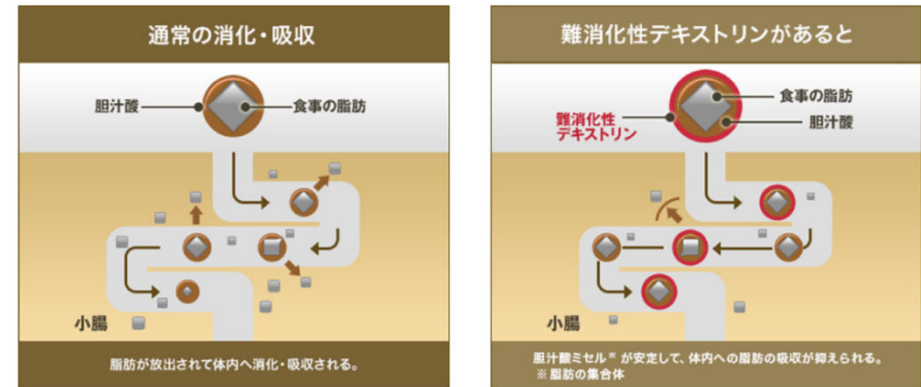 通常の消化・吸収
胆汁酸
食事の脂肪
小腸
脂肪が放出されて体内へ消化・吸収される。
難消化性デキストリンがあると
食事の脂肪
胆汁酸
難消化性
デキストリン
小腸
胆汁酸ミセル※ が安定して、体内への脂肪の吸収が抑えられる。
※脂肪の集合体